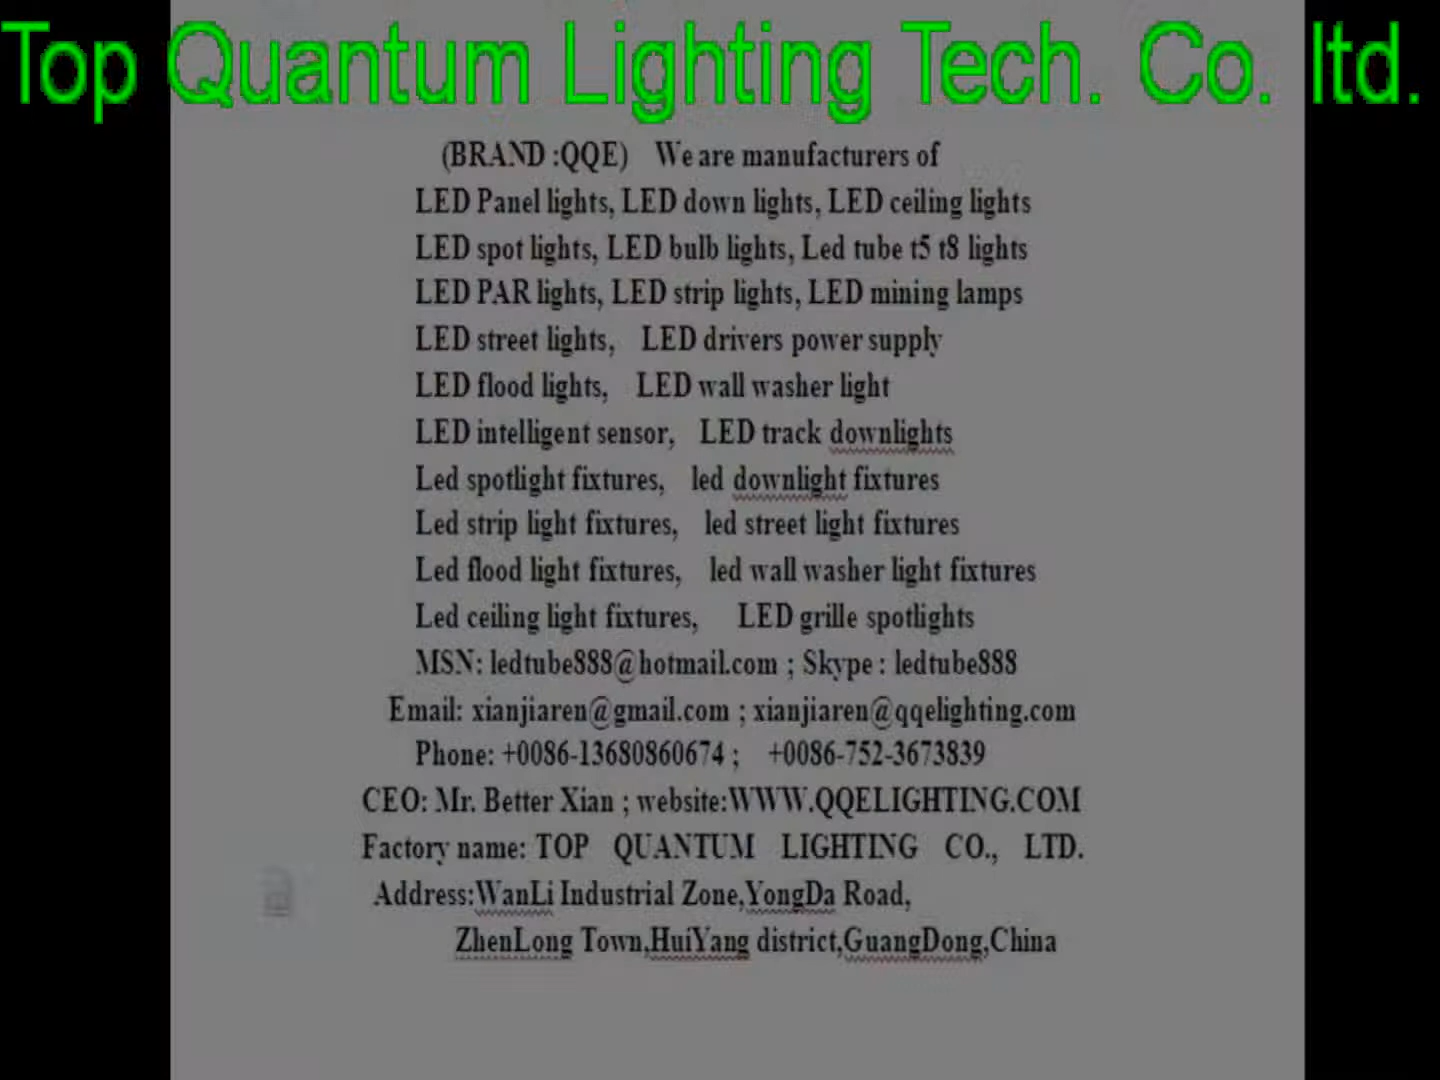 Top Quantum Lighting Tech. Co. ltd.
(BRAND :QQE) We are manufacturers of
LED Panel lights, LED down lights, LED ceiling lights
LED spot lights, LED bulb lights, Led tube t5 t8 lights
LED PAR lights, LED strip lights, LED mining lamps
LED street lights, LED drivers power supply
LED flood lights, LED wall washer light
LED intelligent sensor, LED track downlights
Led spotlight fixtures, led downlight fixtures
Led strip light fixtures, led street light fixtures
Led flood light fixtures, led wall washer light fixtures
Led ceiling light fixtures, LED grille spotlights
MSN: ledtube888@hotmail.com ; Skype : ledtube888
Email: xianjiaren@gmail.com ; xianjiaren@qqelighting.com
Phone: +0086-13680860674 ; +0086-752-3673839
CEO: Mr. Better Xian ; website:WWW.QQELIGHTING.COM
Factory name: TOP QUANTUM LIGHTING CO., LTD.
Address:WanLi Industrial Zone,YongDa Road,
ZhenLong Town,HuiYang district,GuangDong,China